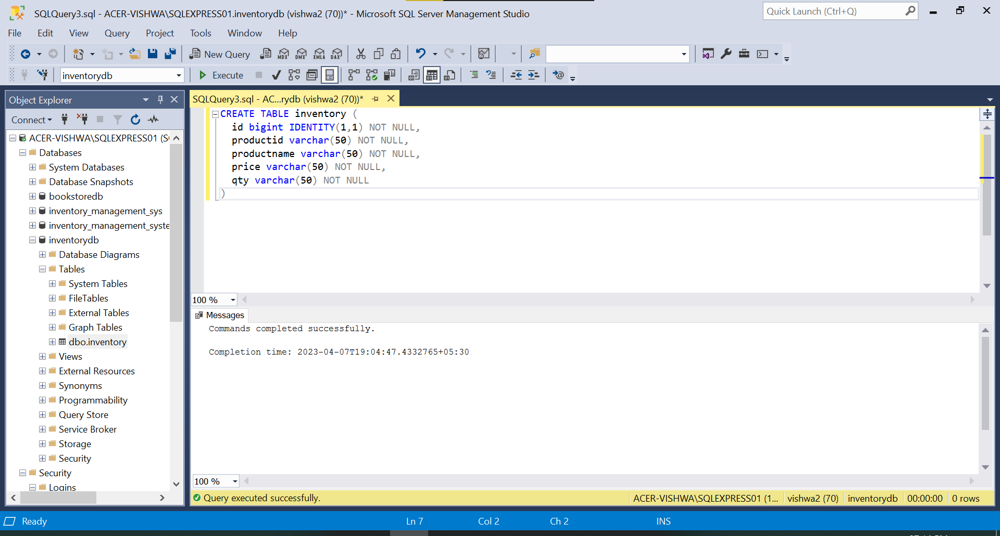 SQLQuery3.sql - ACER-VISHWA\SQLEXPRESS01.inventorydb (vishwa2 (70))* - Microsoft SQL Server Management Studio
Quick Launch (Ctrl+Q)
File Edit View Query Project Tools Window Help
New Query MDX DMX XMLA DAX
inventorydb Execute
Object Explorer
Connect
ACER-VISHWA\SQLEXPRESS01 (S
Databases
System Databases
Database Snapshots
bookstoredb
inventory_management_sys
inventory_management_syste
inventorydb
Database Diagrams
Tables
System Tables
FileTables
External Tables
Graph Tables
dbo.inventory
Views
External Resources
Synonyms
Programmability
Query Store
Service Broker
Storage
Security
Security
Logins
SQLQuery3.sql - AC...rydb (vishwa2 (70))*
CREATE TABLE inventory (
id bigint IDENTITY(1,1) NOT NULL,
productid varchar(50) NOT NULL,
productname varchar(50) NOT NULL,
price varchar(50) NOT NULL,
qty varchar(50) NOT NULL
)
100 %
Messages
Commands completed successfully.
Completion time: 2023-04-07T19:04:47.4332765+05:30
100 %
Query executed successfully.
ACER-VISHWA\SQLEXPRESS01 (1... vishwa2 (70) inventorydb 00:00:00 0 rows
Ready Ln 7 Col 2 Ch 2 INS